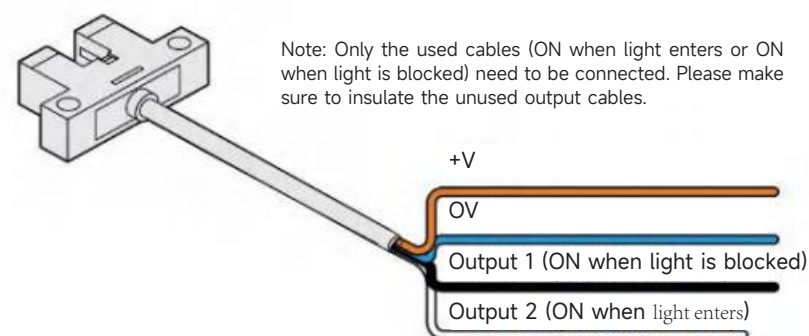 Note: Only the used cables (ON when light enters or ON
when light is blocked) need to be connected. Please make
sure to insulate the unused output cables.
+V
OV
Output 1 (ON when light is blocked)
Output 2 (ON when light enters)